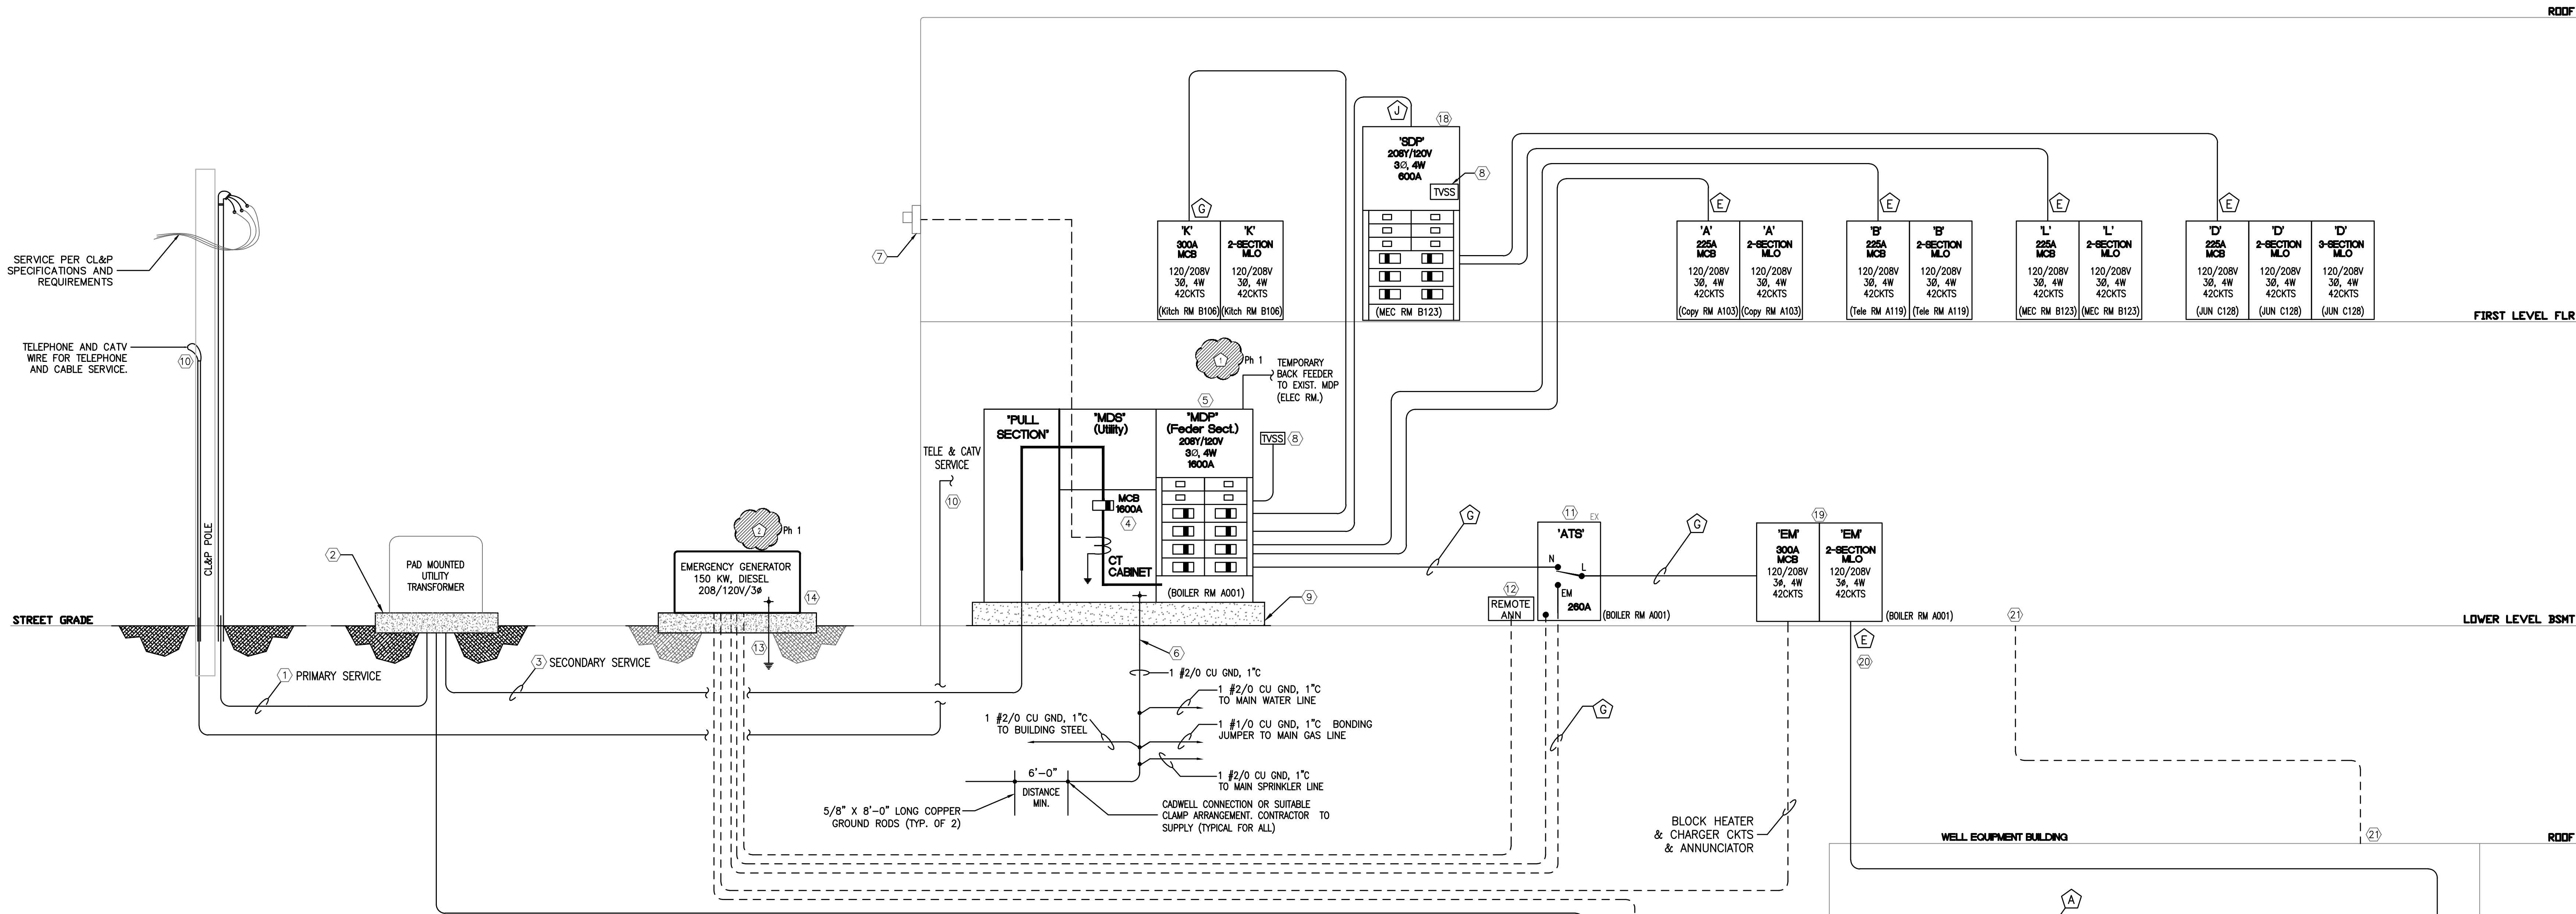 ROOF
J
18
'SDP'
208Y/120V
3Ø, 4W
600A
TVSS
8
(MEC RM B123)
G
'K'
300A
MCB
120/208V
3Ø, 4W
42CKTS
(Kitch RM B106)
'K'
2-SECTION
MLO
120/208V
3Ø, 4W
42CKTS
(Kitch RM B106)
E
'A'
225A
MCB
120/208V
3Ø, 4W
42CKTS
(Copy RM A103)
'A'
2-SECTION
MLO
120/208V
3Ø, 4W
42CKTS
(Copy RM A103)
E
'B'
225A
MCB
120/208V
3Ø, 4W
42CKTS
(Tele RM A119)
'B'
2-SECTION
MLO
120/208V
3Ø, 4W
42CKTS
(Tele RM A119)
E
'L'
225A
MCB
120/208V
3Ø, 4W
42CKTS
(MEC RM B123)
'L'
2-SECTION
MLO
120/208V
3Ø, 4W
42CKTS
(MEC RM B123)
E
'D'
225A
MCB
120/208V
3Ø, 4W
42CKTS
(JUN C128)
'D'
2-SECTION
MLO
120/208V
3Ø, 4W
42CKTS
(JUN C128)
'D'
3-SECTION
MLO
120/208V
3Ø, 4W
42CKTS
(JUN C128)
FIRST LEVEL FLR
7
SERVICE PER CL&P
SPECIFICATIONS AND
REQUIREMENTS
TELEPHONE AND CATV
WIRE FOR TELEPHONE
AND CABLE SERVICE.
10
CL&P POLE
STREET GRADE
2
PAD MOUNTED
UTILITY
TRANSFORMER
1 PRIMARY SERVICE
3 SECONDARY SERVICE
2
Ph 1
EMERGENCY GENERATOR
150 KW, DIESEL
208/120V/3ø
14
13
TELE & CATV
SERVICE
10
"PULL
SECTION"
"MDS"
(Utility)
MCB
1600A
4
CT
CABINET
1
Ph 1
TEMPORARY
BACK FEEDER
TO EXIST. MDP
(ELEC RM.)
5
"MDP"
(Feder Sect.)
208Y/120V
3Ø, 4W
1600A
TVSS
8
(BOILER RM A001)
9
6
1 #2/0 CU GND, 1"C
1 #2/0 CU GND, 1"C
TO MAIN WATER LINE
1 #2/0 CU GND, 1"C
TO BUILDING STEEL
1 #1/0 CU GND, 1"C BONDING
JUMPER TO MAIN GAS LINE
1 #2/0 CU GND, 1"C
TO MAIN SPRINKLER LINE
6'-0"
DISTANCE
MIN.
5/8" X 8'-0" LONG COPPER
GROUND RODS (TYP. OF 2)
CADWELL CONNECTION OR SUITABLE
CLAMP ARRANGEMENT. CONTRACTOR TO
SUPPLY (TYPICAL FOR ALL)
G
11
EX
'ATS'
N
L
EM
260A
(BOILER RM A001)
12
REMOTE
ANN
G
G
19
'EM'
300A
MCB
120/208V
3ø, 4W
42CKTS
'EM'
2-SECTION
MLO
120/208V
3ø, 4W
42CKTS
(BOILER RM A001)
E
20
21
LOWER LEVEL BSMT
BLOCK HEATER
& CHARGER CKTS
& ANNUNCIATOR
WELL EQUIPMENT BUILDING
21
ROOF
A